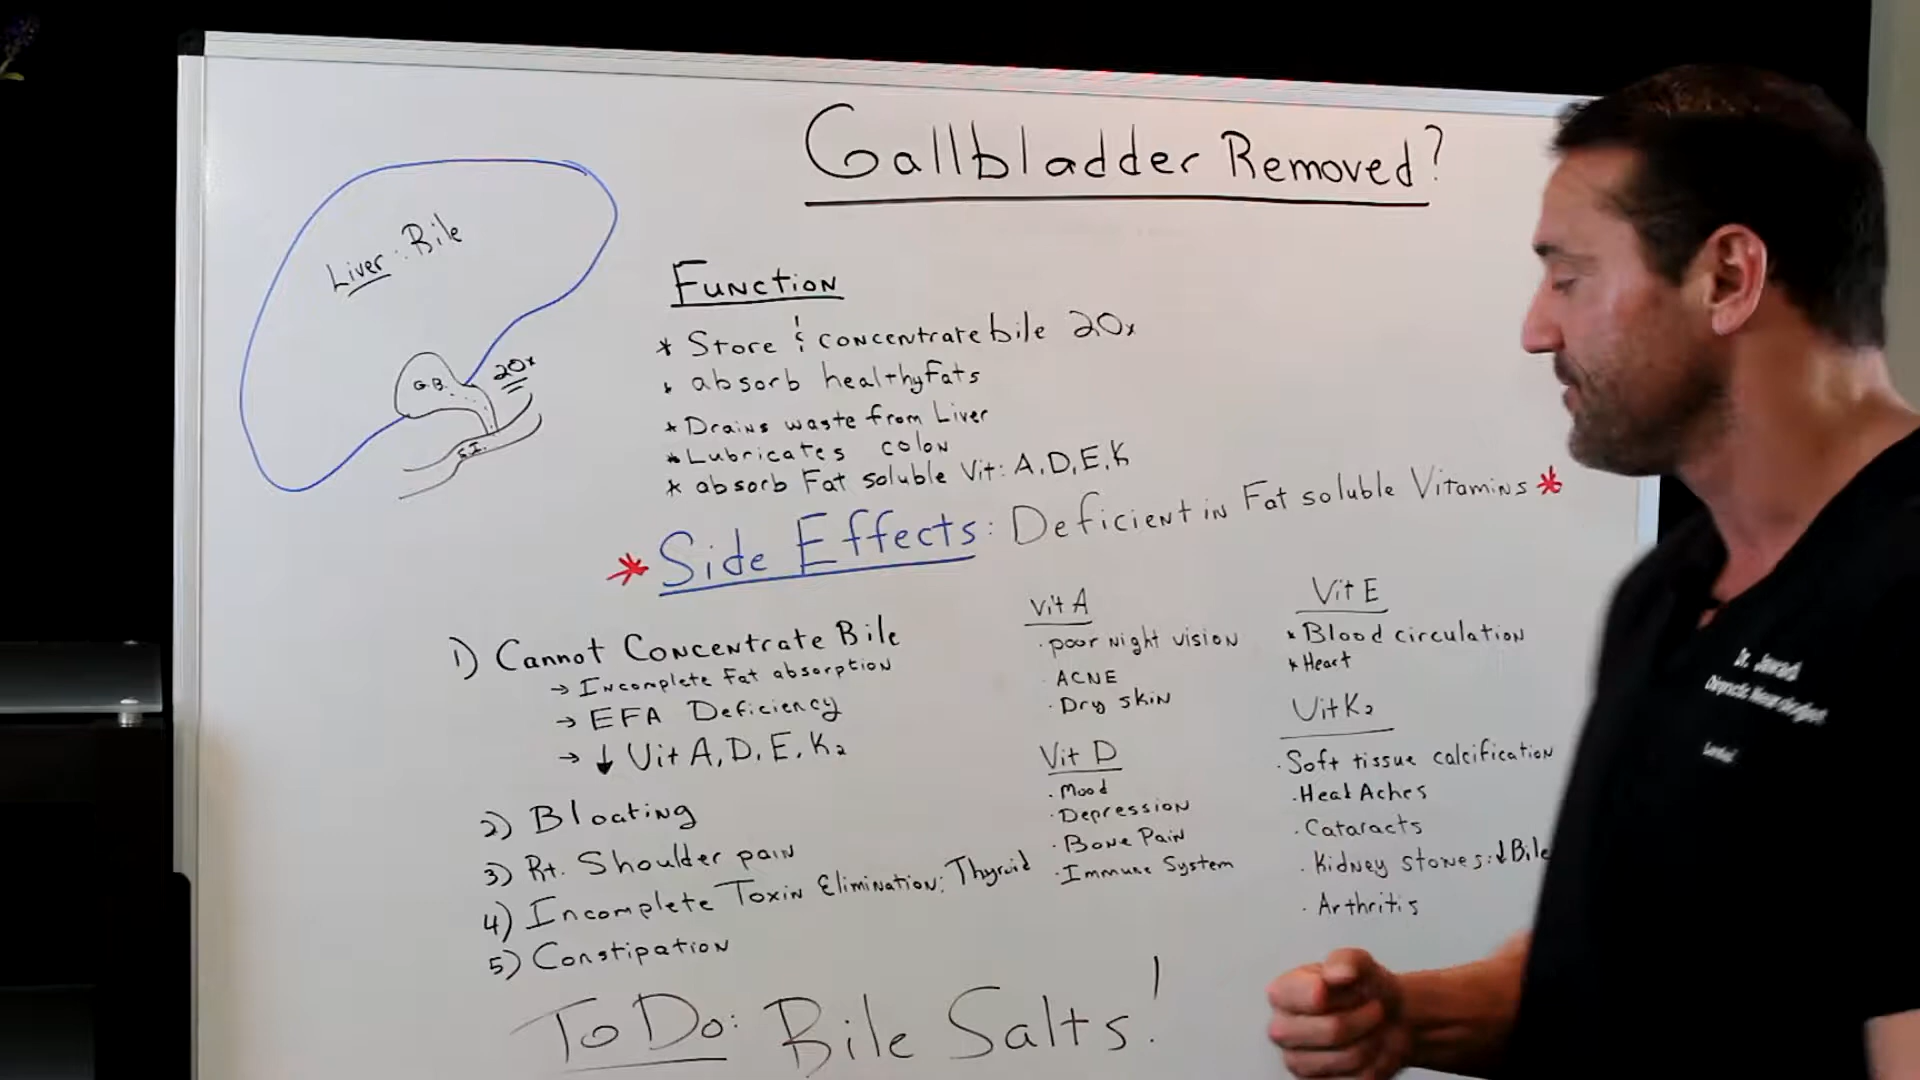 Gallbladder Removed?
Liver: Bile
G.B.
20x
S.I.
Function
* Store & concentrate bile 20x
* absorb healthy fats
* Drains waste from Liver
* Lubricates colon
* absorb Fat soluble Vit: A, D, E, K
* Side Effects: Deficient in Fat soluble Vitamins *
1) Cannot Concentrate Bile
→ Incomplete fat absorption
→ EFA Deficiency
→ ↓ Vit A, D, E, K2
2) Bloating
3) Rt. Shoulder pain
4) Incomplete Toxin Elimination: Thyroid
5) Constipation
Vit A
· poor night vision
· ACNE
· Dry skin
Vit D
· Mood
· Depression
· Bone Pain
· Immune System
Vit E
* Blood circulation
* Heart
Vit K2
· Soft tissue calcification
· Head Aches
· Cataracts
· Kidney stones: ↓ Bile
· Arthritis
To Do: Bile Salts!
Dr.